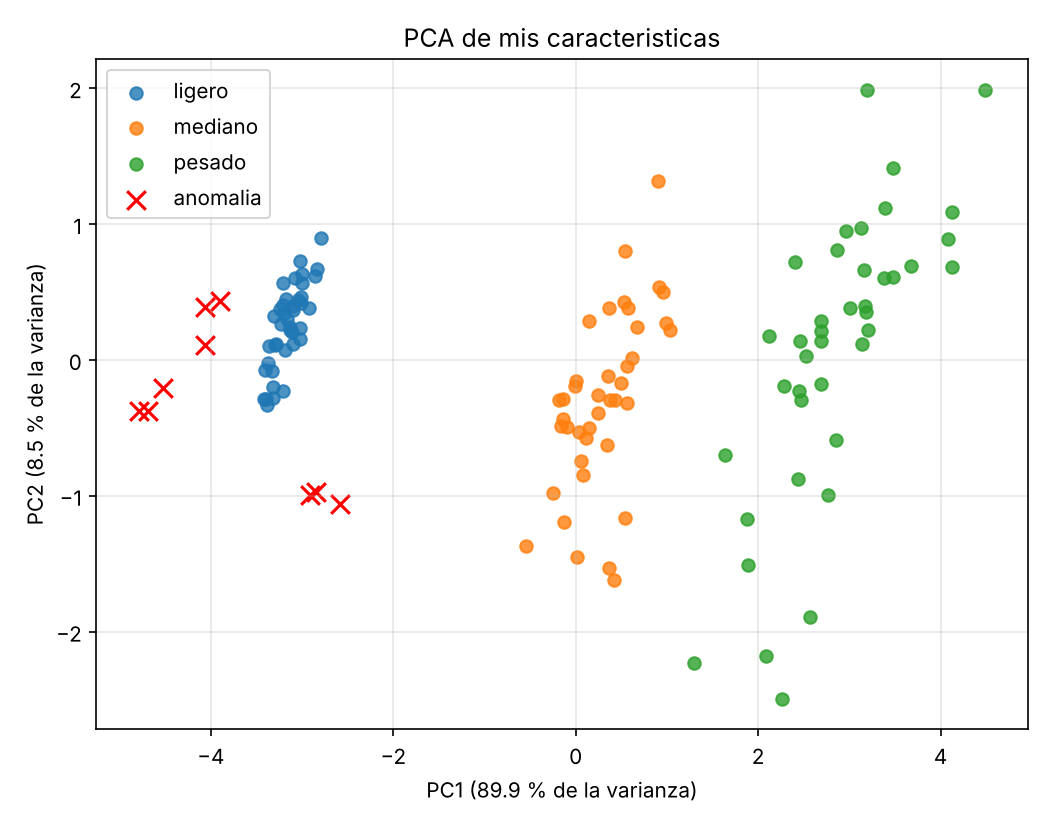 PCA de mis caracteristicas
ligero
mediano
pesado
anomalia
2
1
0
−1
−2
PC2 (8.5 % de la varianza)
−4
−2
0
2
4
PC1 (89.9 % de la varianza)